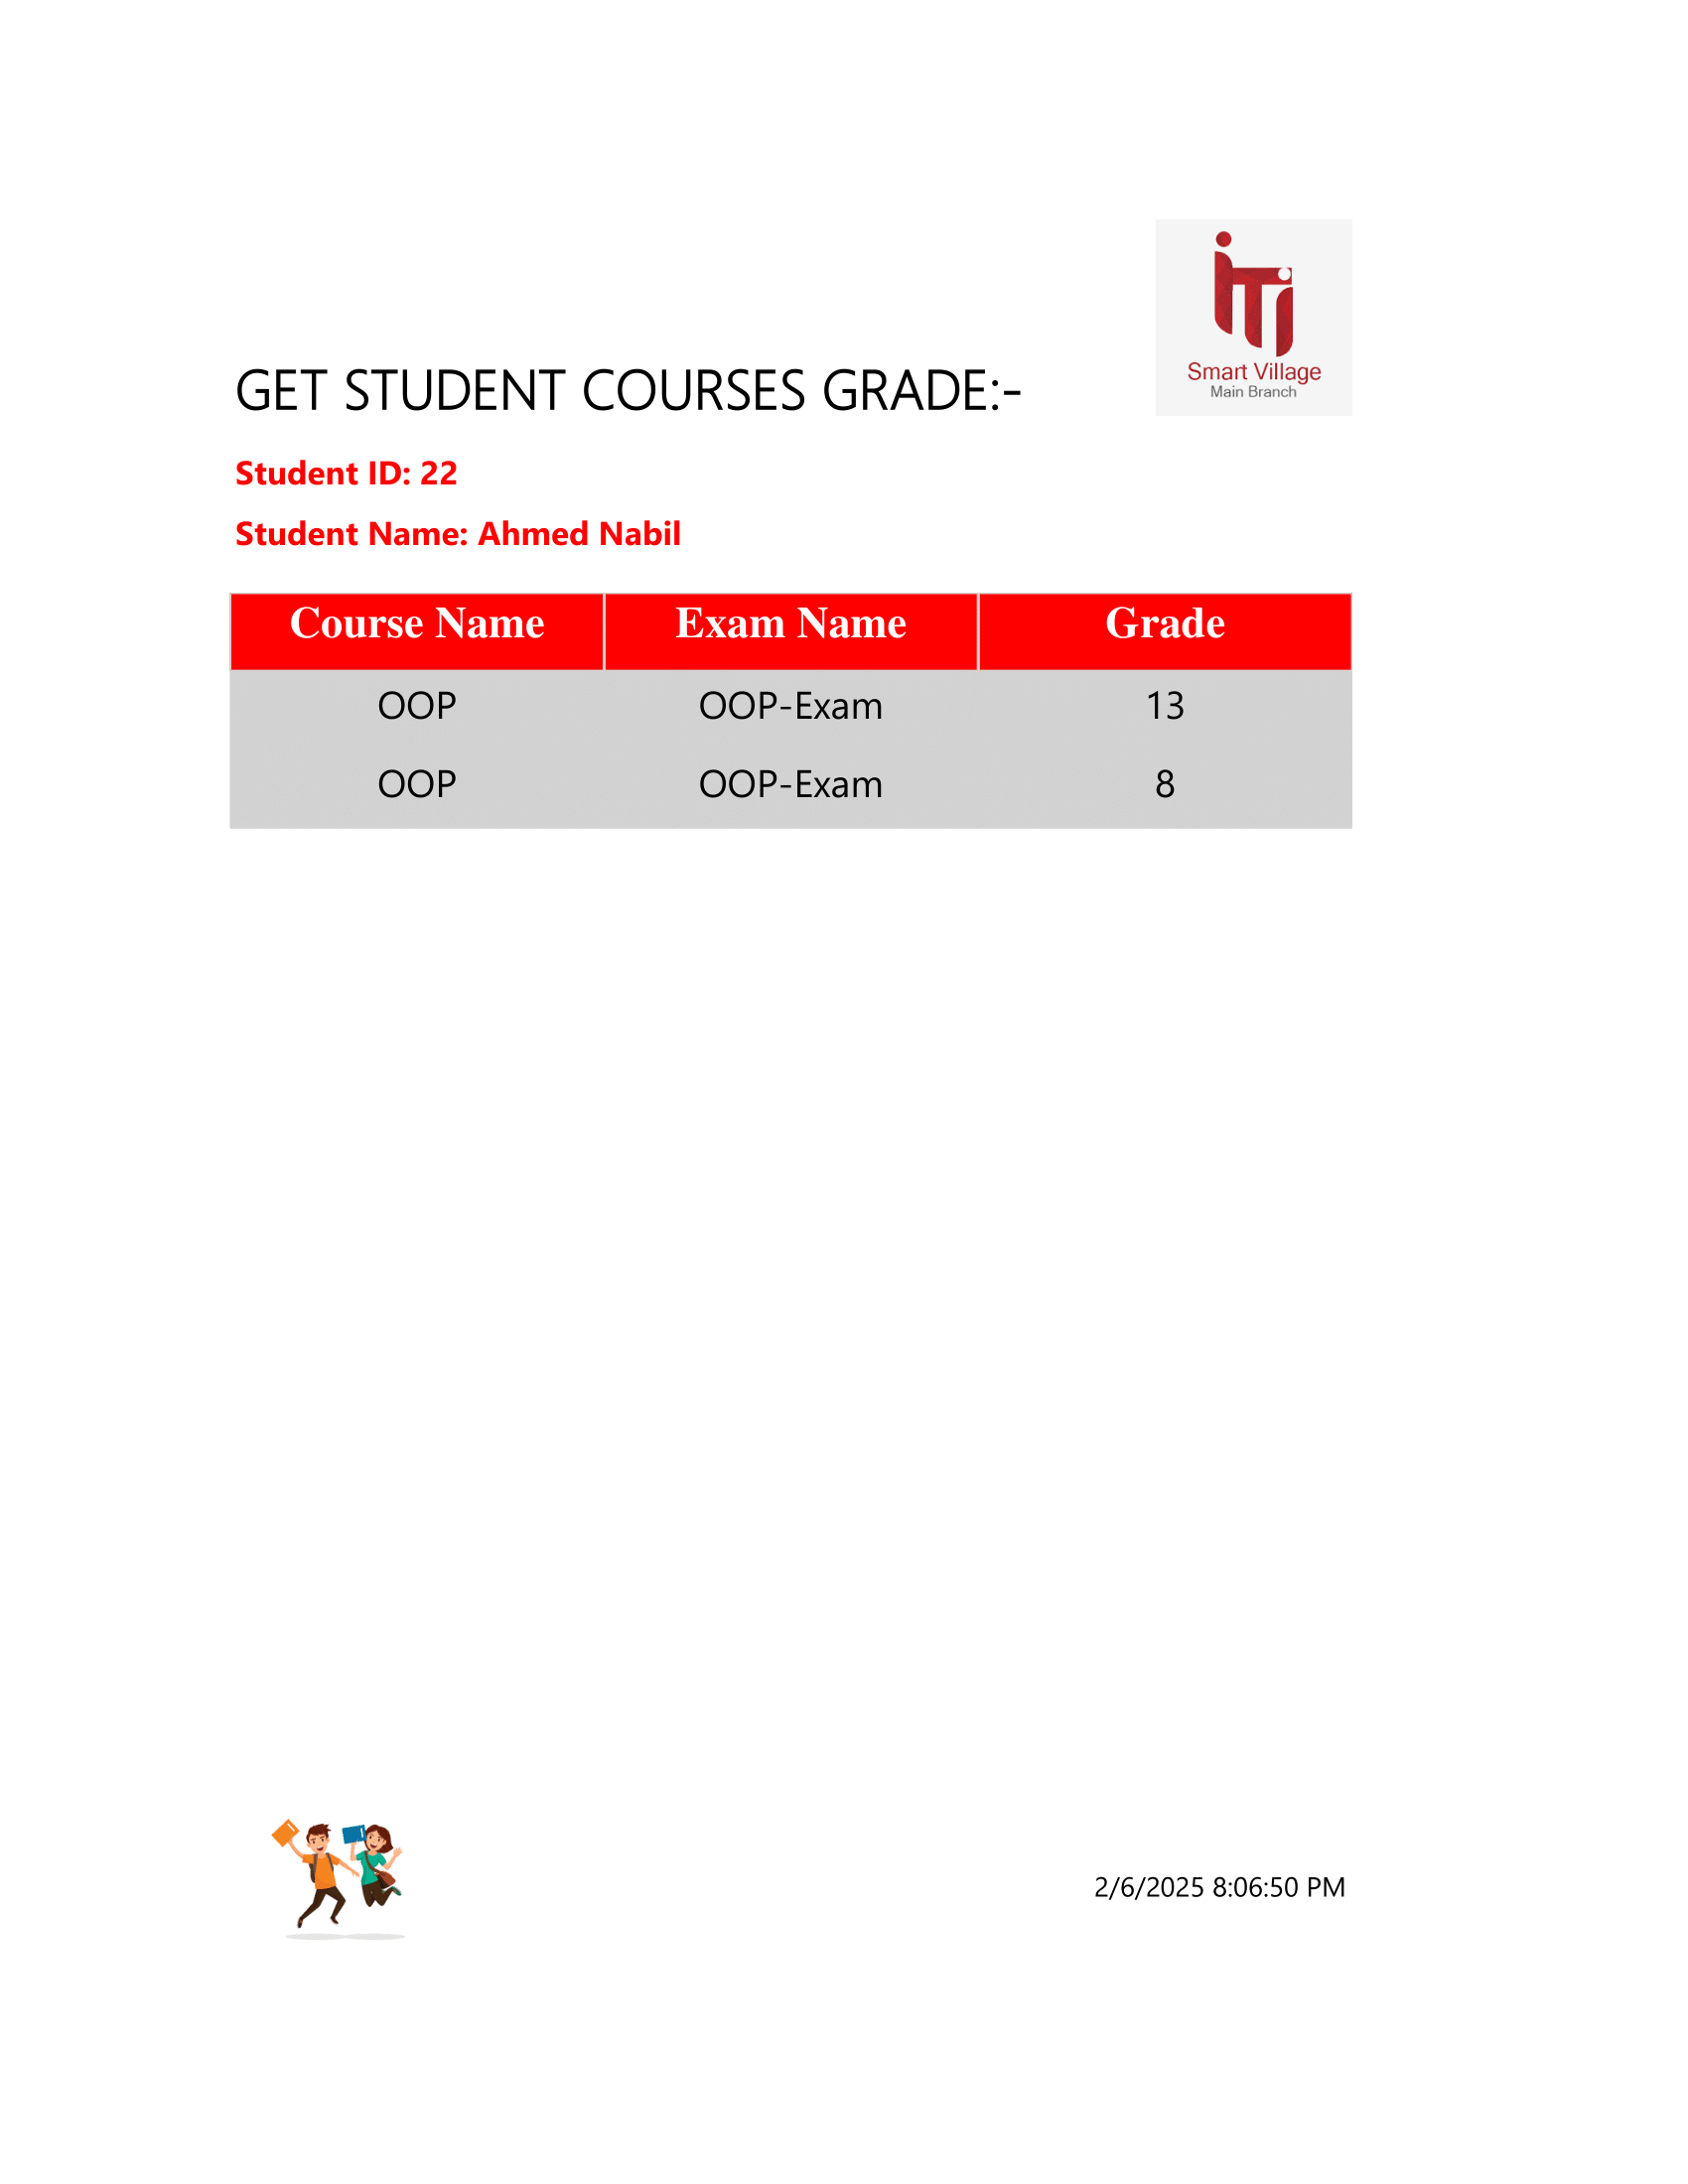 iTi
Smart Village
Main Branch
GET STUDENT COURSES GRADE:-
Student ID: 22
Student Name: Ahmed Nabil
Course Name Exam Name Grade
OOP OOP-Exam 13
OOP OOP-Exam 8
2/6/2025 8:06:50 PM